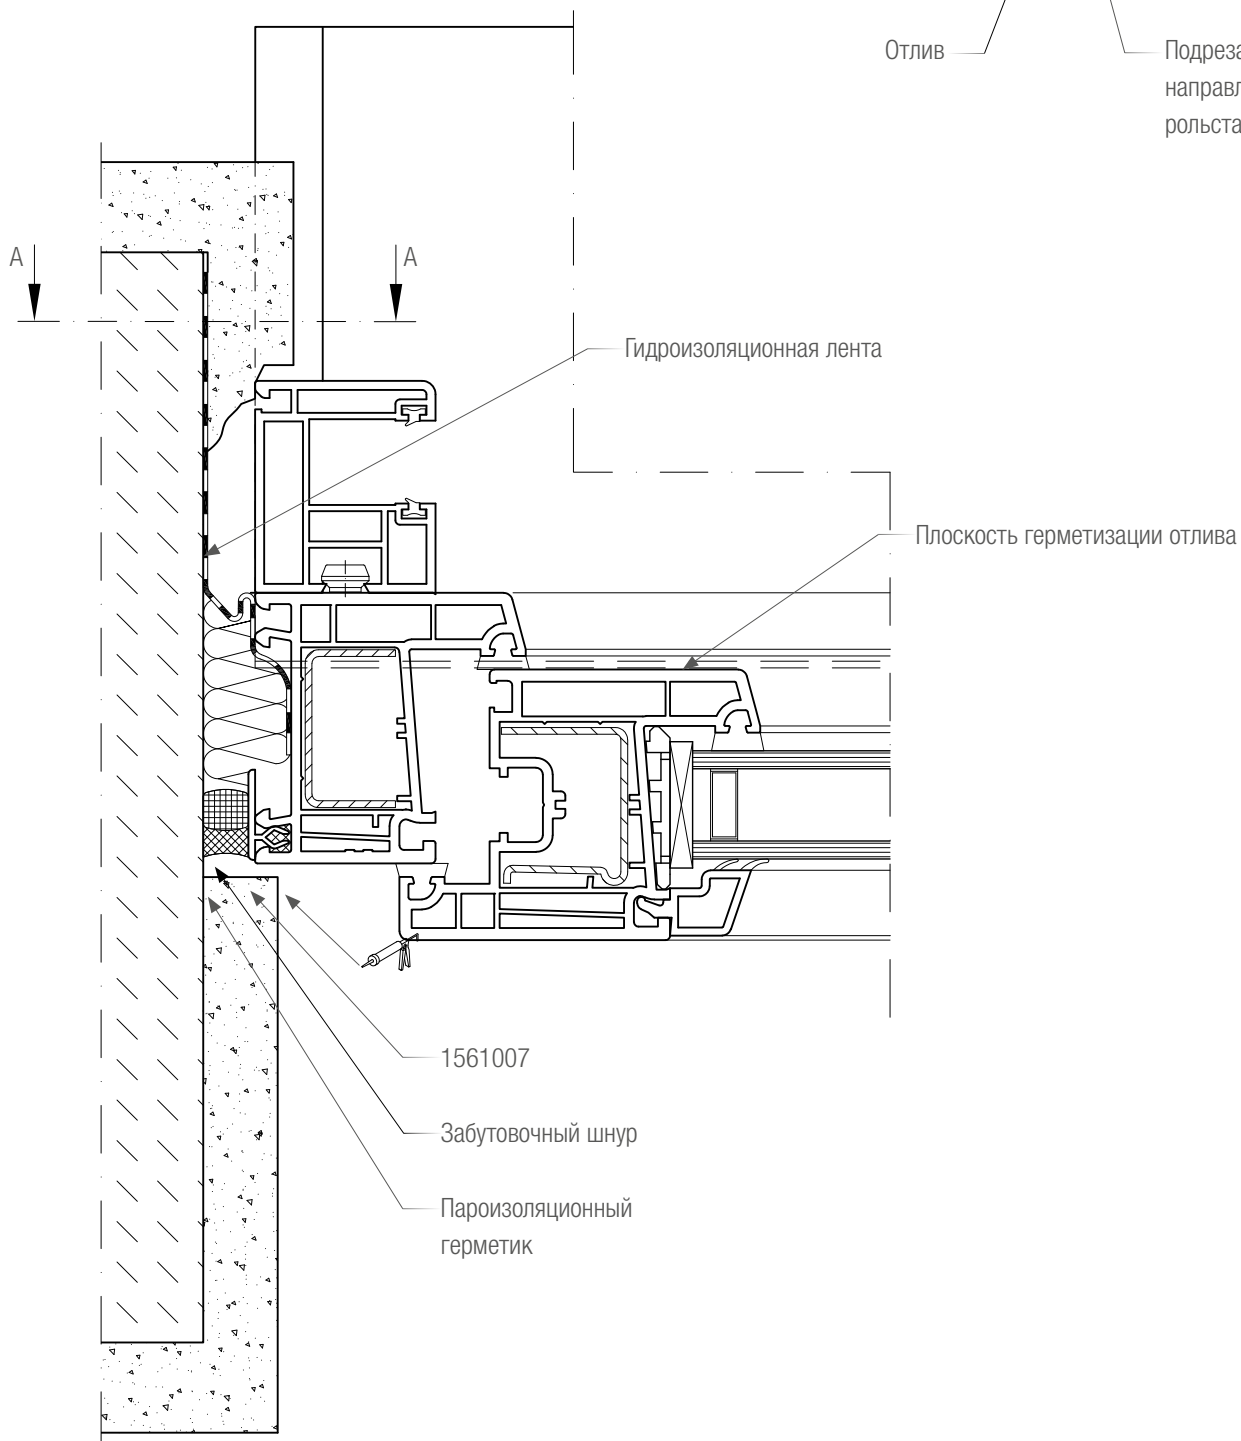 Отлив
Подреза
направл
рольста
А А
Гидроизоляционная лента
Плоскость герметизации отлива
1561007
Забутовочный шнур
Пароизоляционный
герметик